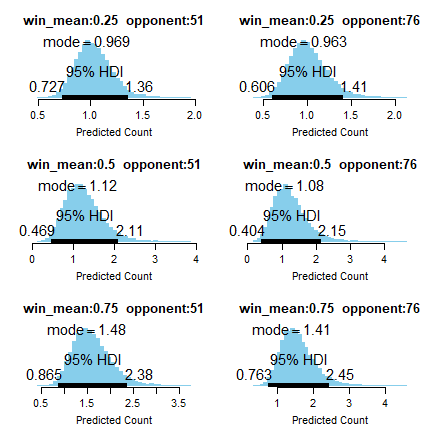 win_mean:0.25 opponent:51
mode = 0.969
95% HDI
0.727 1.36
0.5 1.0 1.5 2.0
Predicted Count
win_mean:0.25 opponent:76
mode = 0.963
95% HDI
0.606 1.41
0.5 1.0 1.5 2.0
Predicted Count
win_mean:0.5 opponent:51
mode = 1.12
95% HDI
0.469 2.11
0 1 2 3 4
Predicted Count
win_mean:0.5 opponent:76
mode = 1.08
95% HDI
0.404 2.15
0 1 2 3 4
Predicted Count
win_mean:0.75 opponent:51
mode = 1.48
95% HDI
0.865 2.38
0.5 1.5 2.5 3.5
Predicted Count
win_mean:0.75 opponent:76
mode = 1.41
95% HDI
0.763 2.45
1 2 3 4
Predicted Count